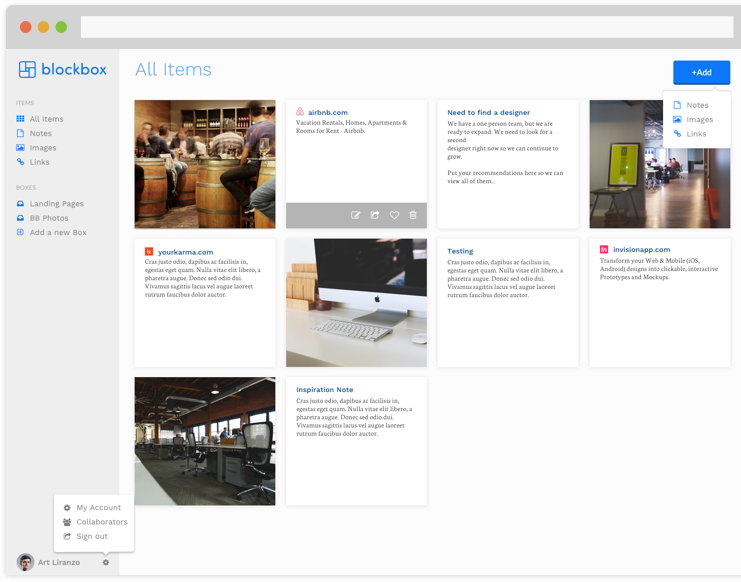 blockbox
ITEMS
All Items
Notes
Images
Links
BOXES
Landing Pages
BB Photos
Add a new Box
My Account
Collaborators
Sign out
Art Liranzo
All Items
+Add
Notes
Images
Links
airbnb.com
Vacation Rentals, Homes, Apartments &
Rooms for Rent - Airbnb.
Need to find a designer
We have a one person team, but we are
ready to expand. We need to look for a
second
designer right now so we can continue to
grow.
Put your recommendations here so we can
view all of them...
yourkarma.com
Cras justo odio, dapibus ac facilisis in,
egestas eget quam. Nulla vitae elit libero, a
pharetra augue. Donec sed odio dui.
Vivamus sagittis lacus vel augue laoreet
rutrum faucibus dolor auctor.
Testing
Cras justo odio, dapibus ac facilisis in,
egestas eget quam. Nulla vitae elit libero, a
pharetra augue. Donec sed odio dui.
Vivamus sagittis lacus vel augue laoreet
rutrum faucibus dolor auctor.
in
invisionapp.com
Transform your Web & Mobile (iOS,
Android) designs into clickable, interactive
Prototypes and Mockups.
Inspiration Note
Cras justo odio, dapibus ac facilisis in,
egestas eget quam. Nulla vitae elit libero, a
pharetra augue. Donec sed odio dui.
Vivamus sagittis lacus vel augue laoreet
rutrum faucibus dolor auctor.